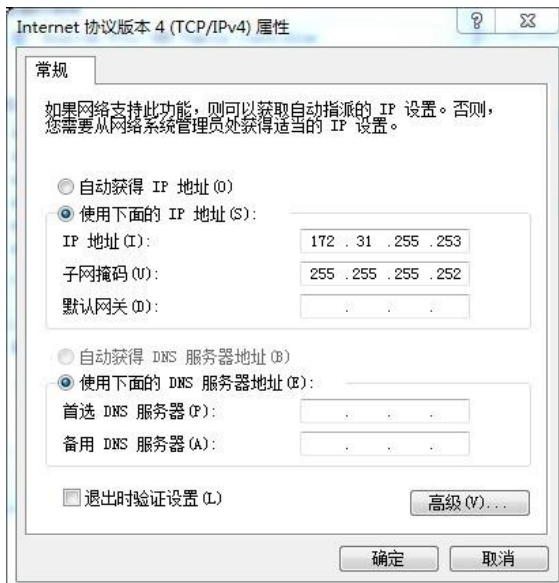 Internet 协议版本 4 (TCP/IPv4) 属性
常规
如果网络支持此功能，则可以获取自动指派的 IP 设置。否则，
您需要从网络系统管理员处获得适当的 IP 设置。
自动获得 IP 地址(O)
使用下面的 IP 地址(S):
IP 地址(I): 172 . 31 .255 .253
子网掩码(U): 255 .255 .255 .252
默认网关(D): . . .
自动获得 DNS 服务器地址(B)
使用下面的 DNS 服务器地址(E):
首选 DNS 服务器(P): . . .
备用 DNS 服务器(A): . . .
退出时验证设置(L)
高级(V)...
确定 取消